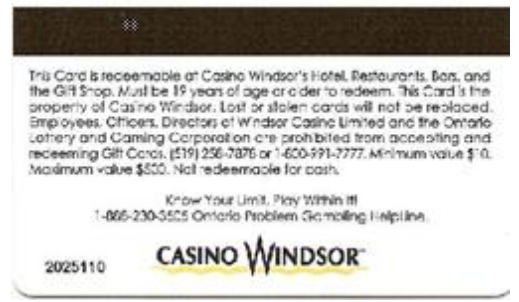 This Card is redeemable at Casino Windsor's Hotel, Restaurants, Bars, and
the Gift Shop. Must be 19 years of age or older to redeem. This Card is the
property of Casino Windsor. Lost or stolen cards will not be replaced.
Employees, Officers, Directors of Windsor Casino Limited and the Ontario
Lottery and Gaming Corporation are prohibited from accepting and
redeeming Gift Cards. (519) 258-7878 or 1-800-991-7777. Minimum value $10.
Maximum value $500. Not redeemable for cash.
Know Your Limit, Play Within It!
1-888-230-3505 Ontario Problem Gambling Helpline.
2025110
CASINO WINDSOR